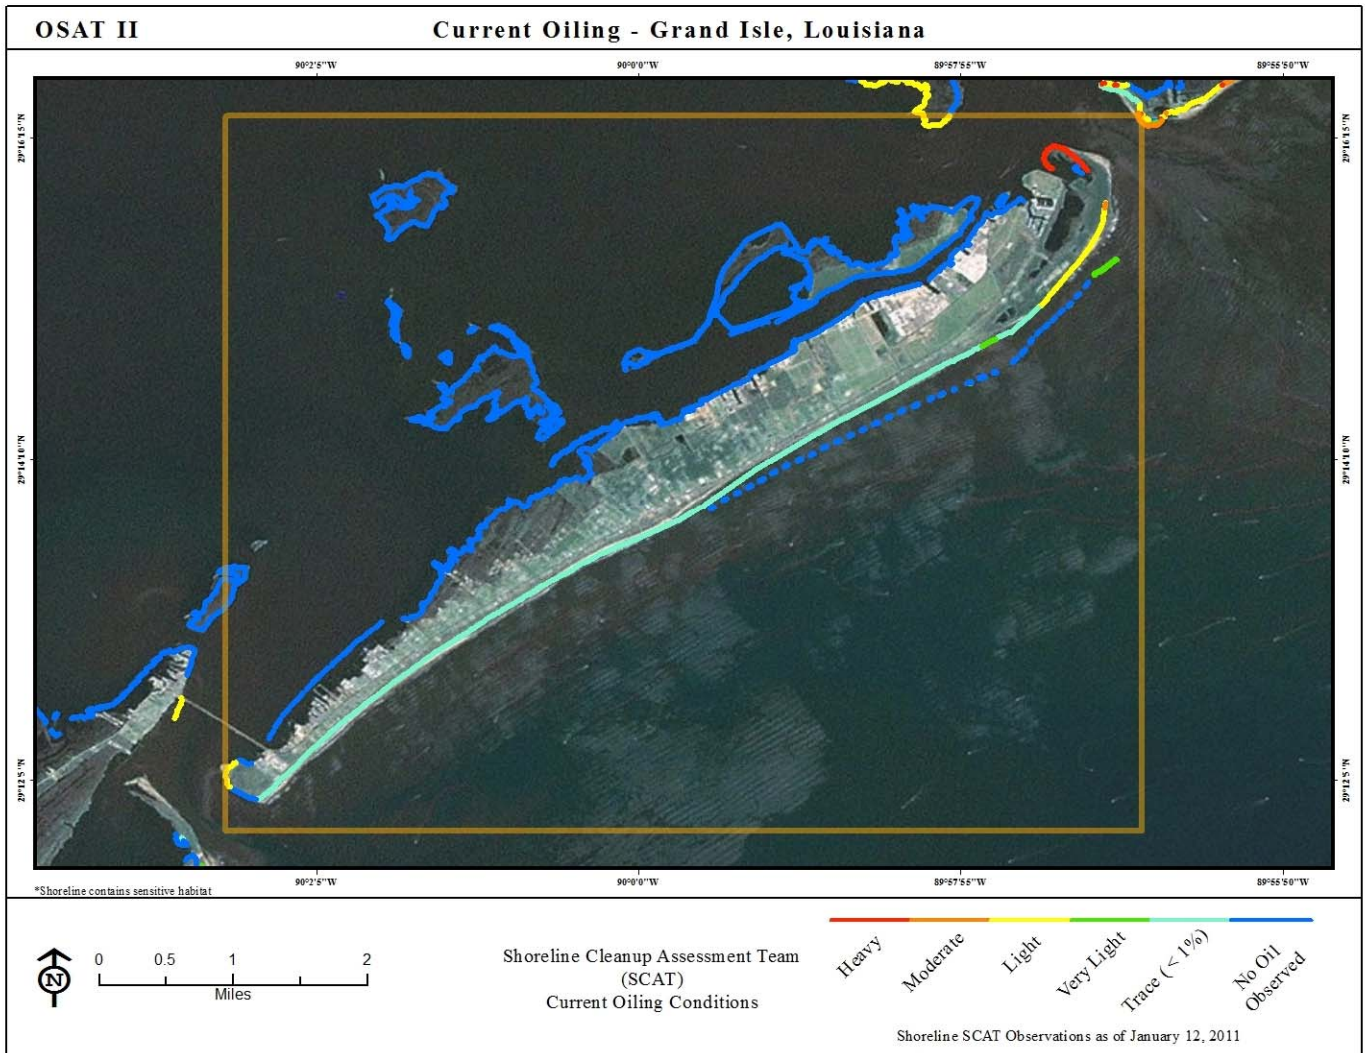 OSAT II
Current Oiling - Grand Isle, Louisiana
90°2'5"W 90°0'0"W 89°57'55"W 89°55'50"W
29°16'15"N 29°16'15"N
29°14'10"N 29°14'10"N
29°12'5"N 29°12'5"N
90°2'5"W 90°0'0"W 89°57'55"W 89°55'50"W
*Shoreline contains sensitive habitat
N
0 0.5 1 2
Miles
Shoreline Cleanup Assessment Team
(SCAT)
Current Oiling Conditions
Heavy
Moderate
Light
Very Light
Trace ( < 1%)
No Oil
Observed
Shoreline SCAT Observations as of January 12, 2011